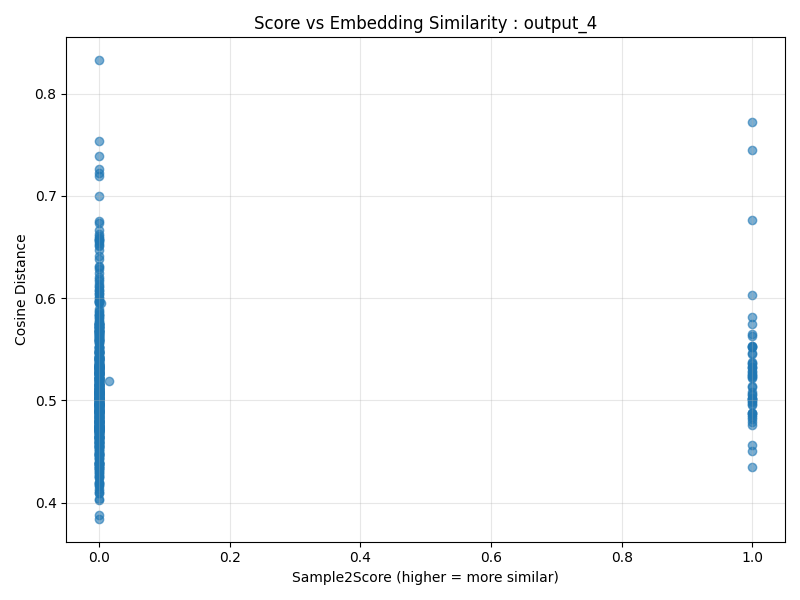 Score vs Embedding Similarity : output_4
Cosine Distance
0.8
0.7
0.6
0.5
0.4
0.0 0.2 0.4 0.6 0.8 1.0
Sample2Score (higher = more similar)